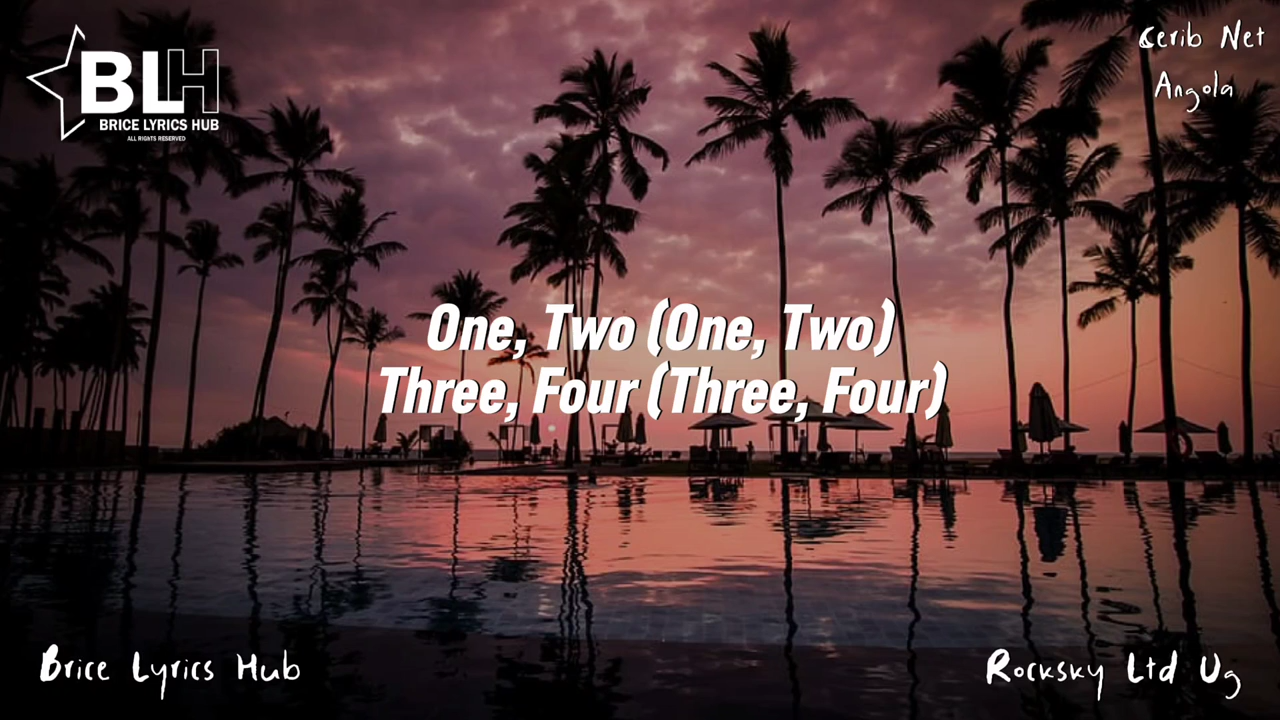 BLH
BRICE LYRICS HUB
ALL RIGHTS RESERVED
Cerib Net
Angola
One, Two (One, Two)
Three, Four (Three, Four)
Brice Lyrics Hub
Rocksky Ltd Ug